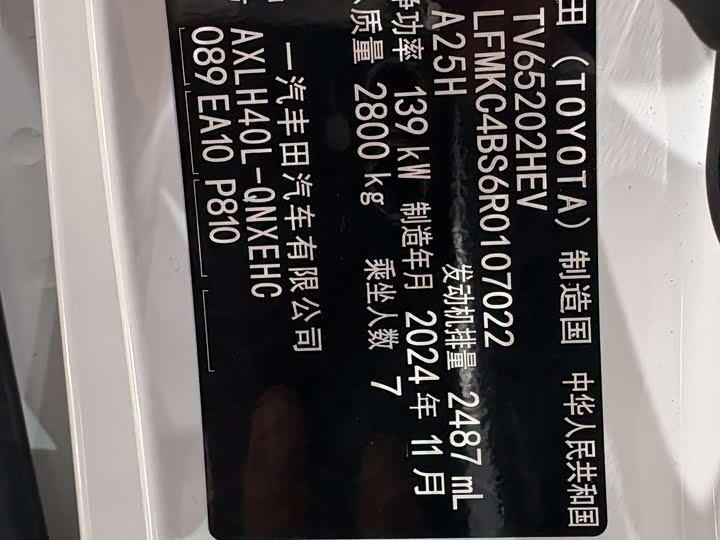 田（TOYOTA）制造国 中华人民共和国
TV65202HEV
LFMKC4BS6R0107022
A25H 发动机排量 2487 mL
净功率 139 kW 制造年月 2024 年 11 月
质量 2800 kg 乘坐人数 7
一汽丰田汽车有限公司
AXLH40L-QNXEHC
089 EA10 P810